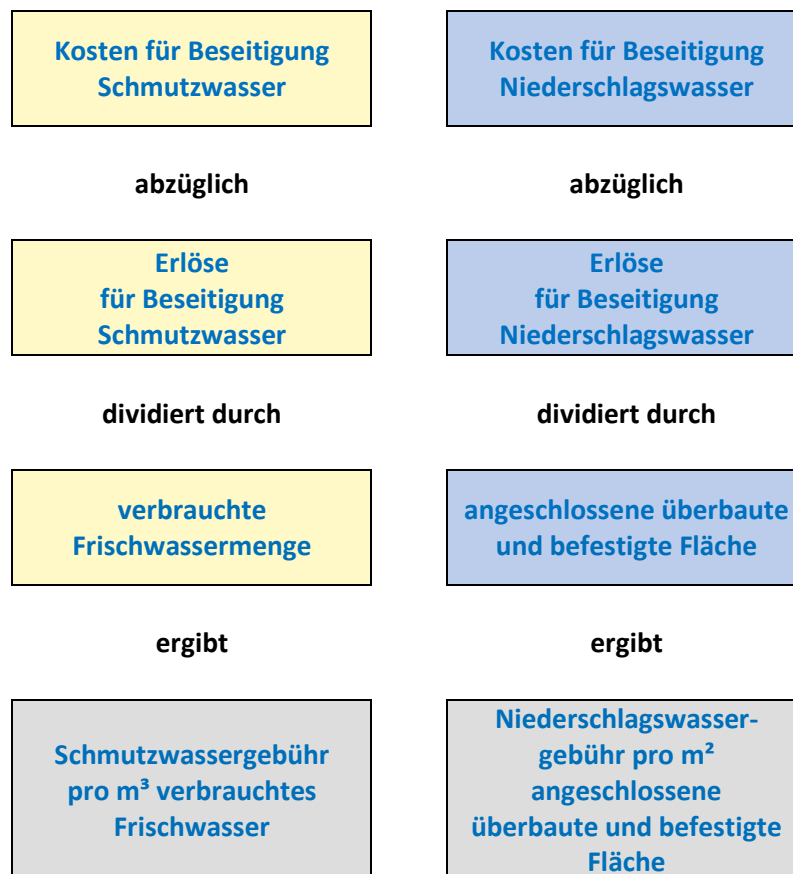 Kosten für Beseitigung
Schmutzwasser
abzüglich
Erlöse
für Beseitigung
Schmutzwasser
dividiert durch
verbrauchte
Frischwassermenge
ergibt
Schmutzwassergebühr
pro m³ verbrauchtes
Frischwasser
Kosten für Beseitigung
Niederschlagswasser
abzüglich
Erlöse
für Beseitigung
Niederschlagswasser
dividiert durch
angeschlossene überbaute
und befestigte Fläche
ergibt
Niederschlagswasser-
gebühr pro m²
angeschlossene
überbaute und befestigte
Fläche